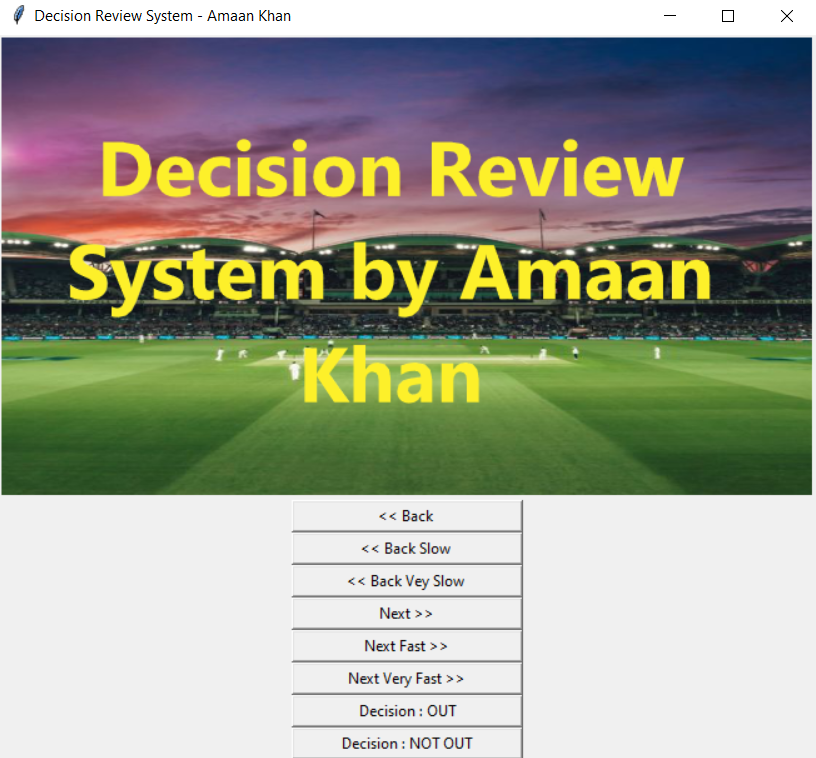 Decision Review System - Amaan Khan
Decision Review
System by Amaan
Khan
<< Back
<< Back Slow
<< Back Vey Slow
Next >>
Next Fast >>
Next Very Fast >>
Decision : OUT
Decision : NOT OUT